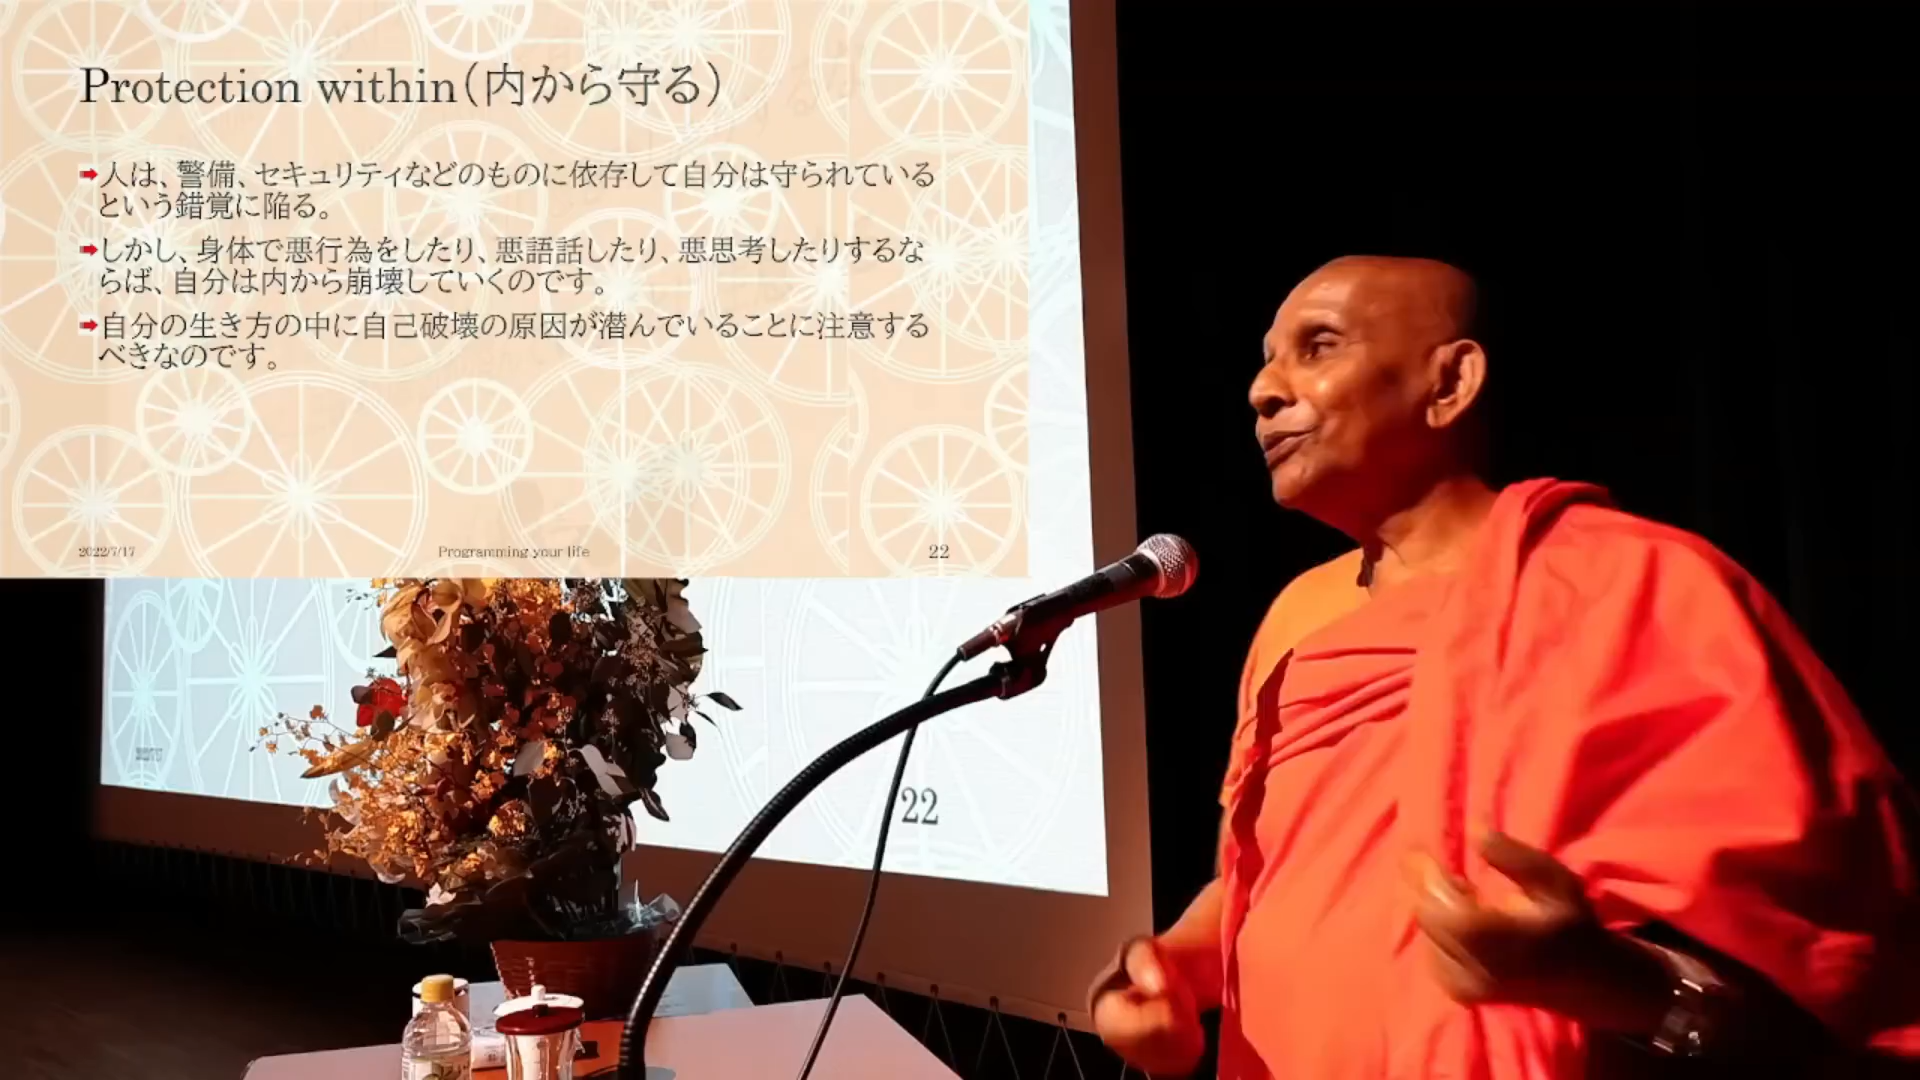 Protection within(内から守る)
人は、警備、セキュリティなどのものに依存して自分は守られている
という錯覚に陥る。
しかし、身体で悪行為をしたり、悪語話したり、悪思考したりするな
らば、自分は内から崩壊していくのです。
自分の生き方の中に自己破壊の原因が潜んでいることに注意する
べきなのです。
2022/7/17
Programming your life
22
22